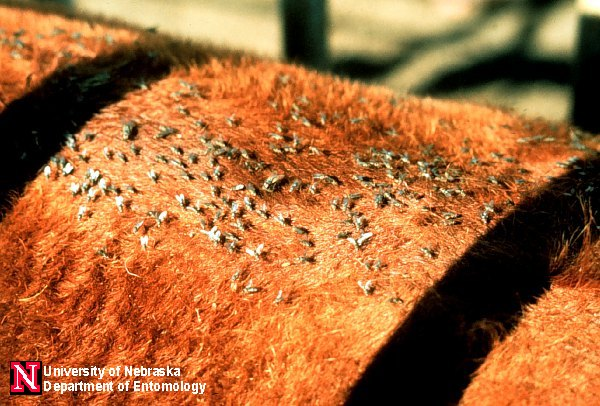 N University of Nebraska
Department of Entomology